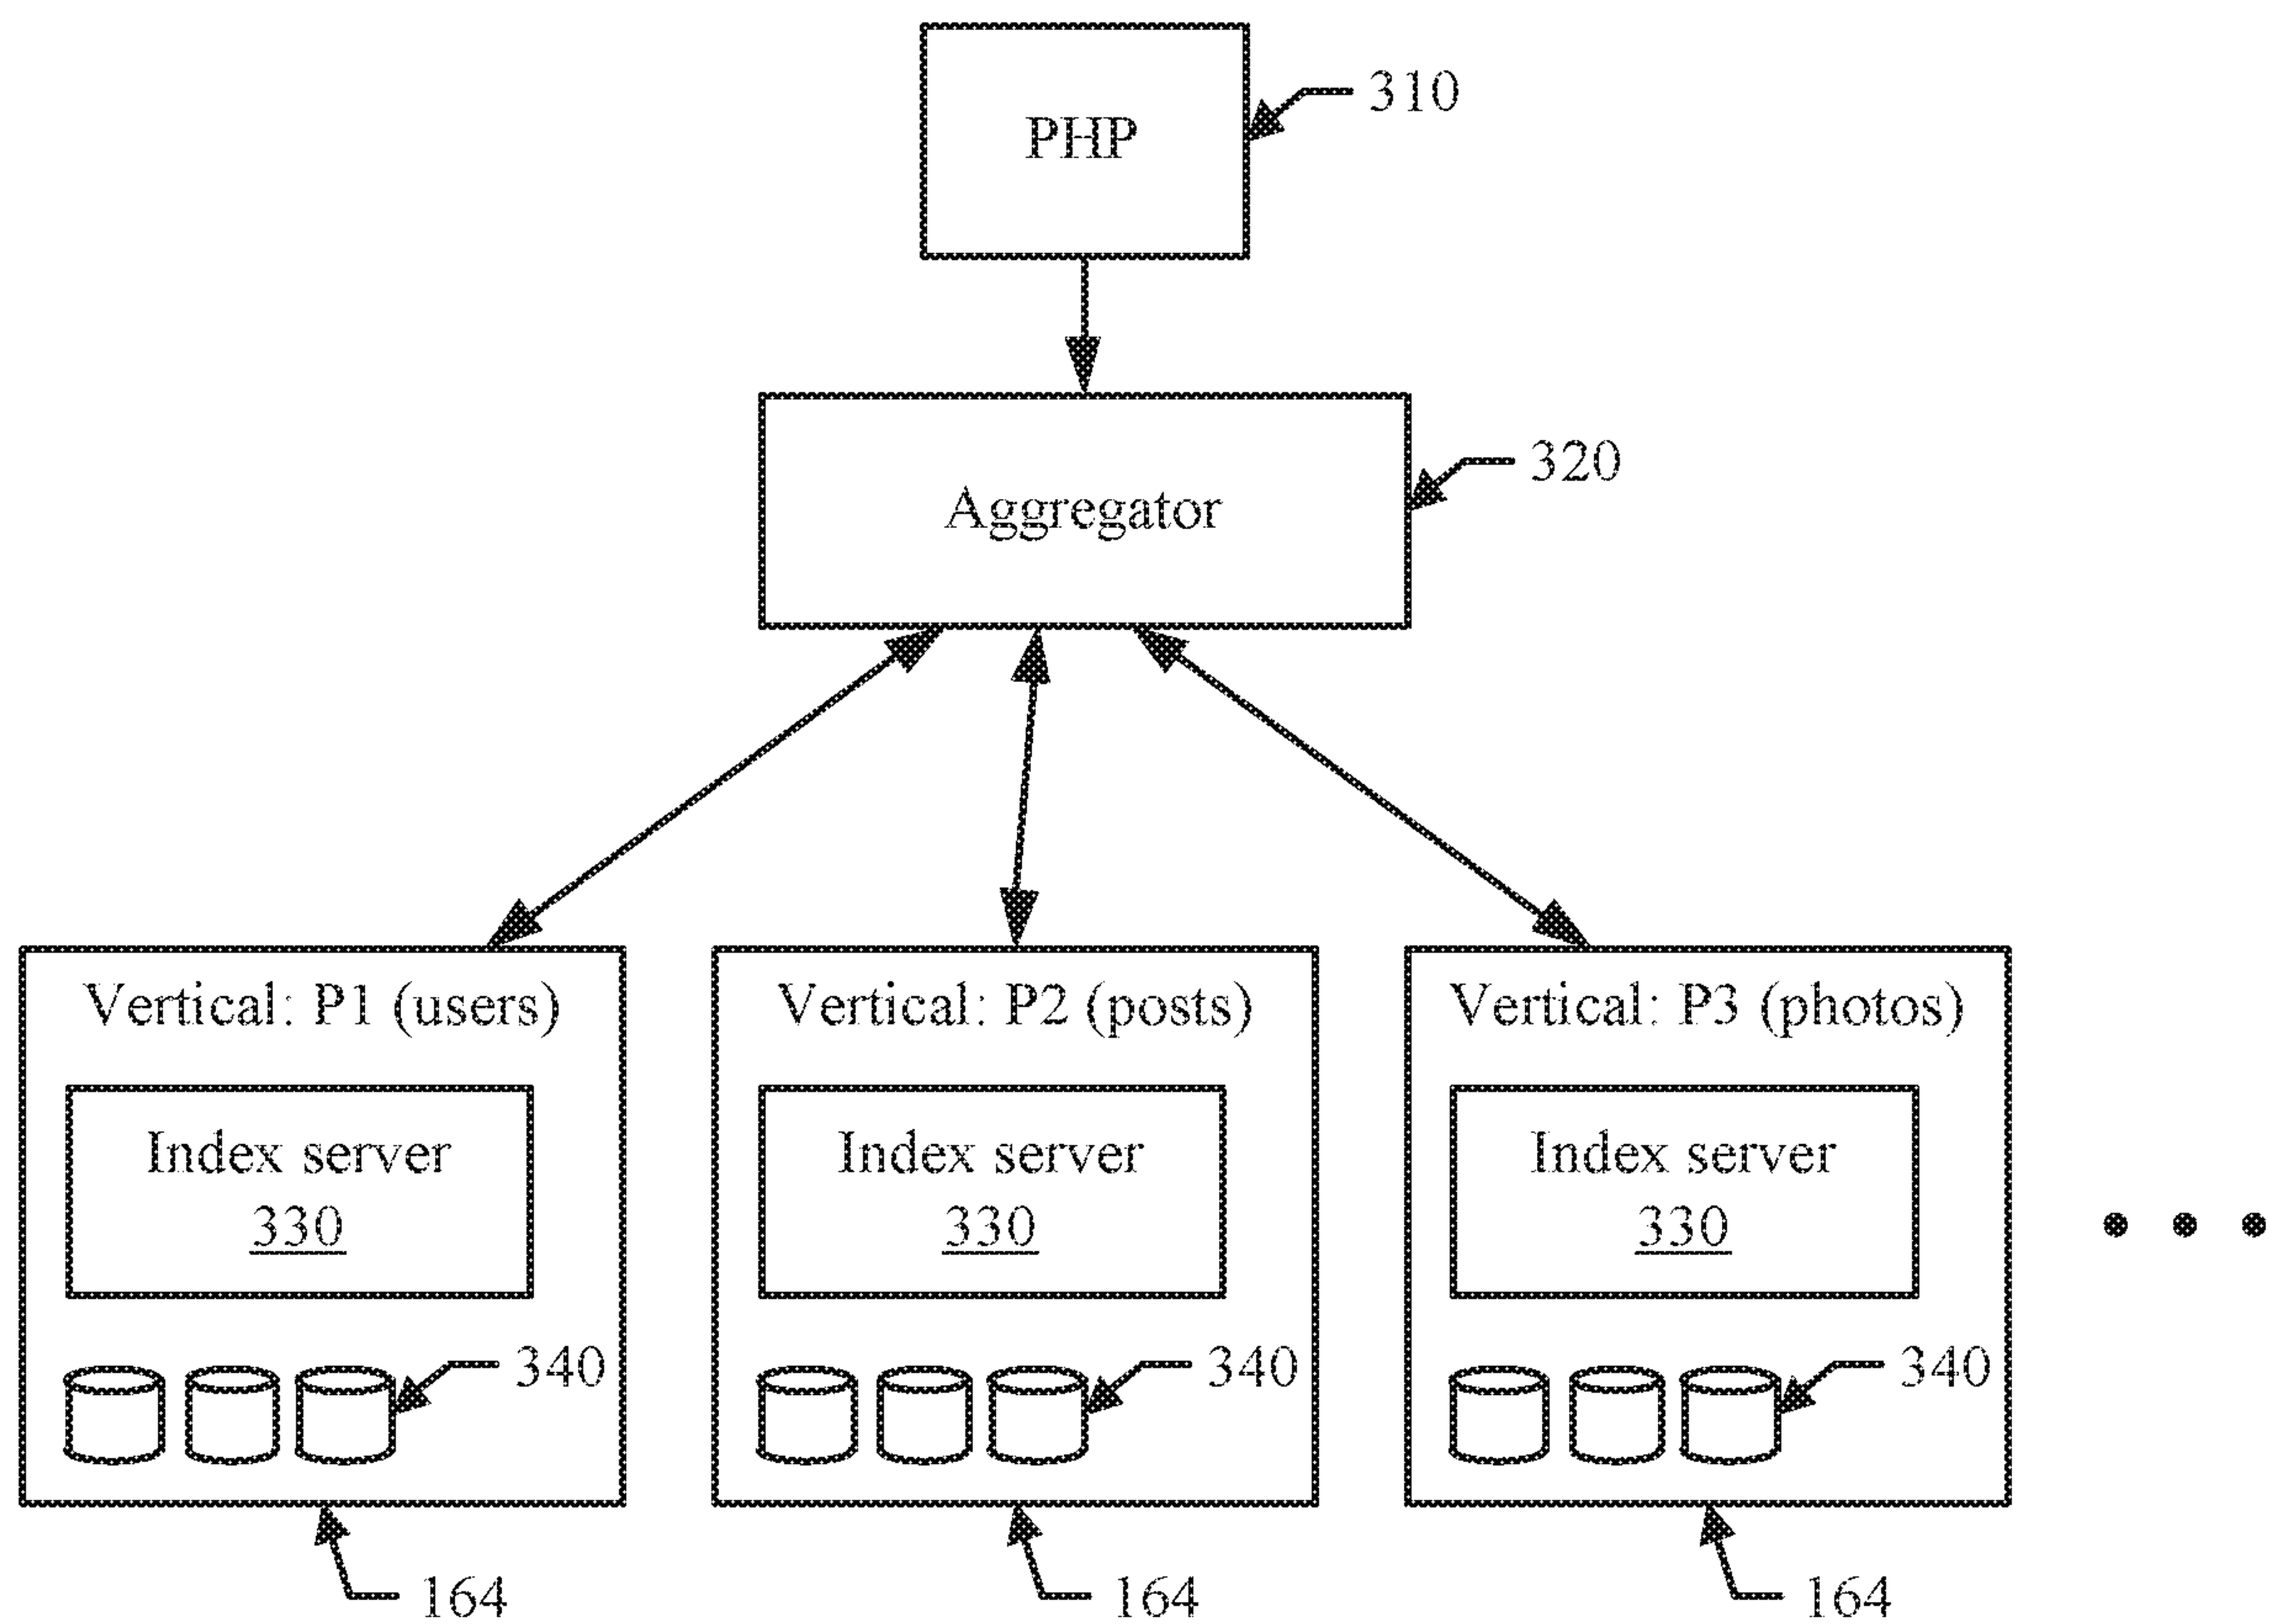 310
PHP
320
Aggregator
Vertical: P1 (users)
Vertical: P2 (posts)
Vertical: P3 (photos)
Index server
330
Index server
330
Index server
330
340
340
340
164
164
164